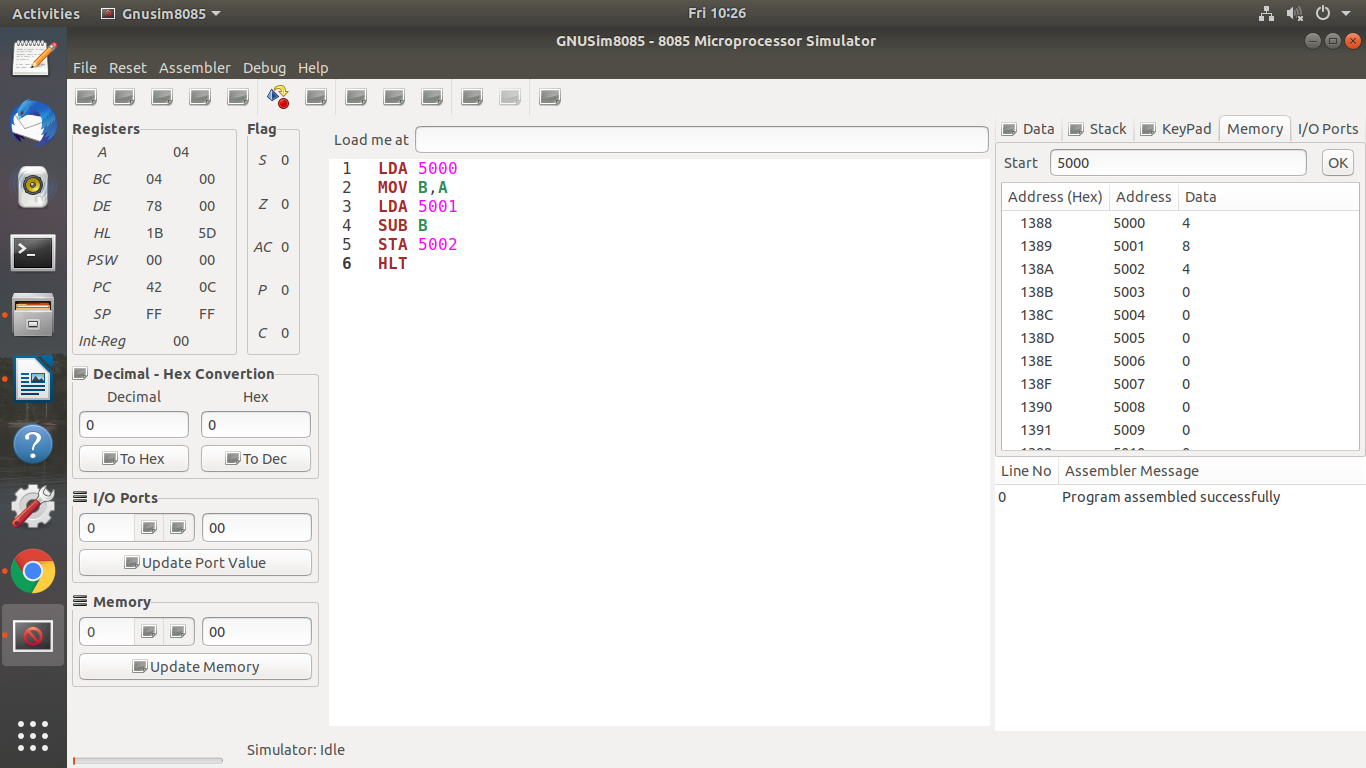 Activities Gnusim8085 Fri 10:26
GNUSim8085 - 8085 Microprocessor Simulator
File Reset Assembler Debug Help
Registers
A 04
BC 04 00
DE 78 00
HL 1B 5D
PSW 00 00
PC 42 0C
SP FF FF
Int-Reg 00
Flag
S 0
Z 0
AC 0
P 0
C 0
Decimal - Hex Convertion
Decimal Hex
0 0
To Hex To Dec
I/O Ports
0 00
Update Port Value
Memory
0 00
Update Memory
Load me at
1 LDA 5000
2 MOV B,A
3 LDA 5001
4 SUB B
5 STA 5002
6 HLT
Data Stack KeyPad Memory I/O Ports
Start 5000 OK
Address (Hex) Address Data
1388 5000 4
1389 5001 8
138A 5002 4
138B 5003 0
138C 5004 0
138D 5005 0
138E 5006 0
138F 5007 0
1390 5008 0
1391 5009 0
Line No Assembler Message
0 Program assembled successfully
Simulator: Idle